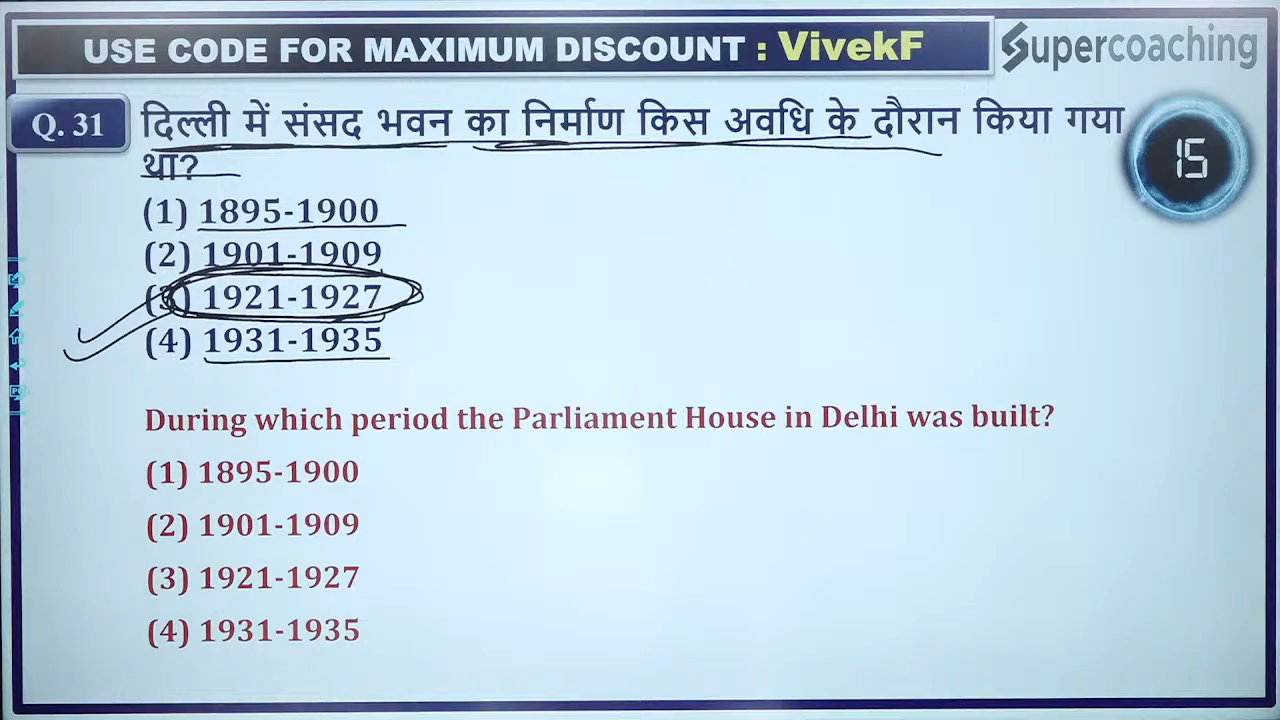 USE CODE FOR MAXIMUM DISCOUNT : VivekF
Supercoaching
Q. 31
दिल्ली में संसद भवन का निर्माण किस अवधि के दौरान किया गया
था?
15
(1) 1895-1900
(2) 1901-1909
(3) 1921-1927
(4) 1931-1935
During which period the Parliament House in Delhi was built?
(1) 1895-1900
(2) 1901-1909
(3) 1921-1927
(4) 1931-1935